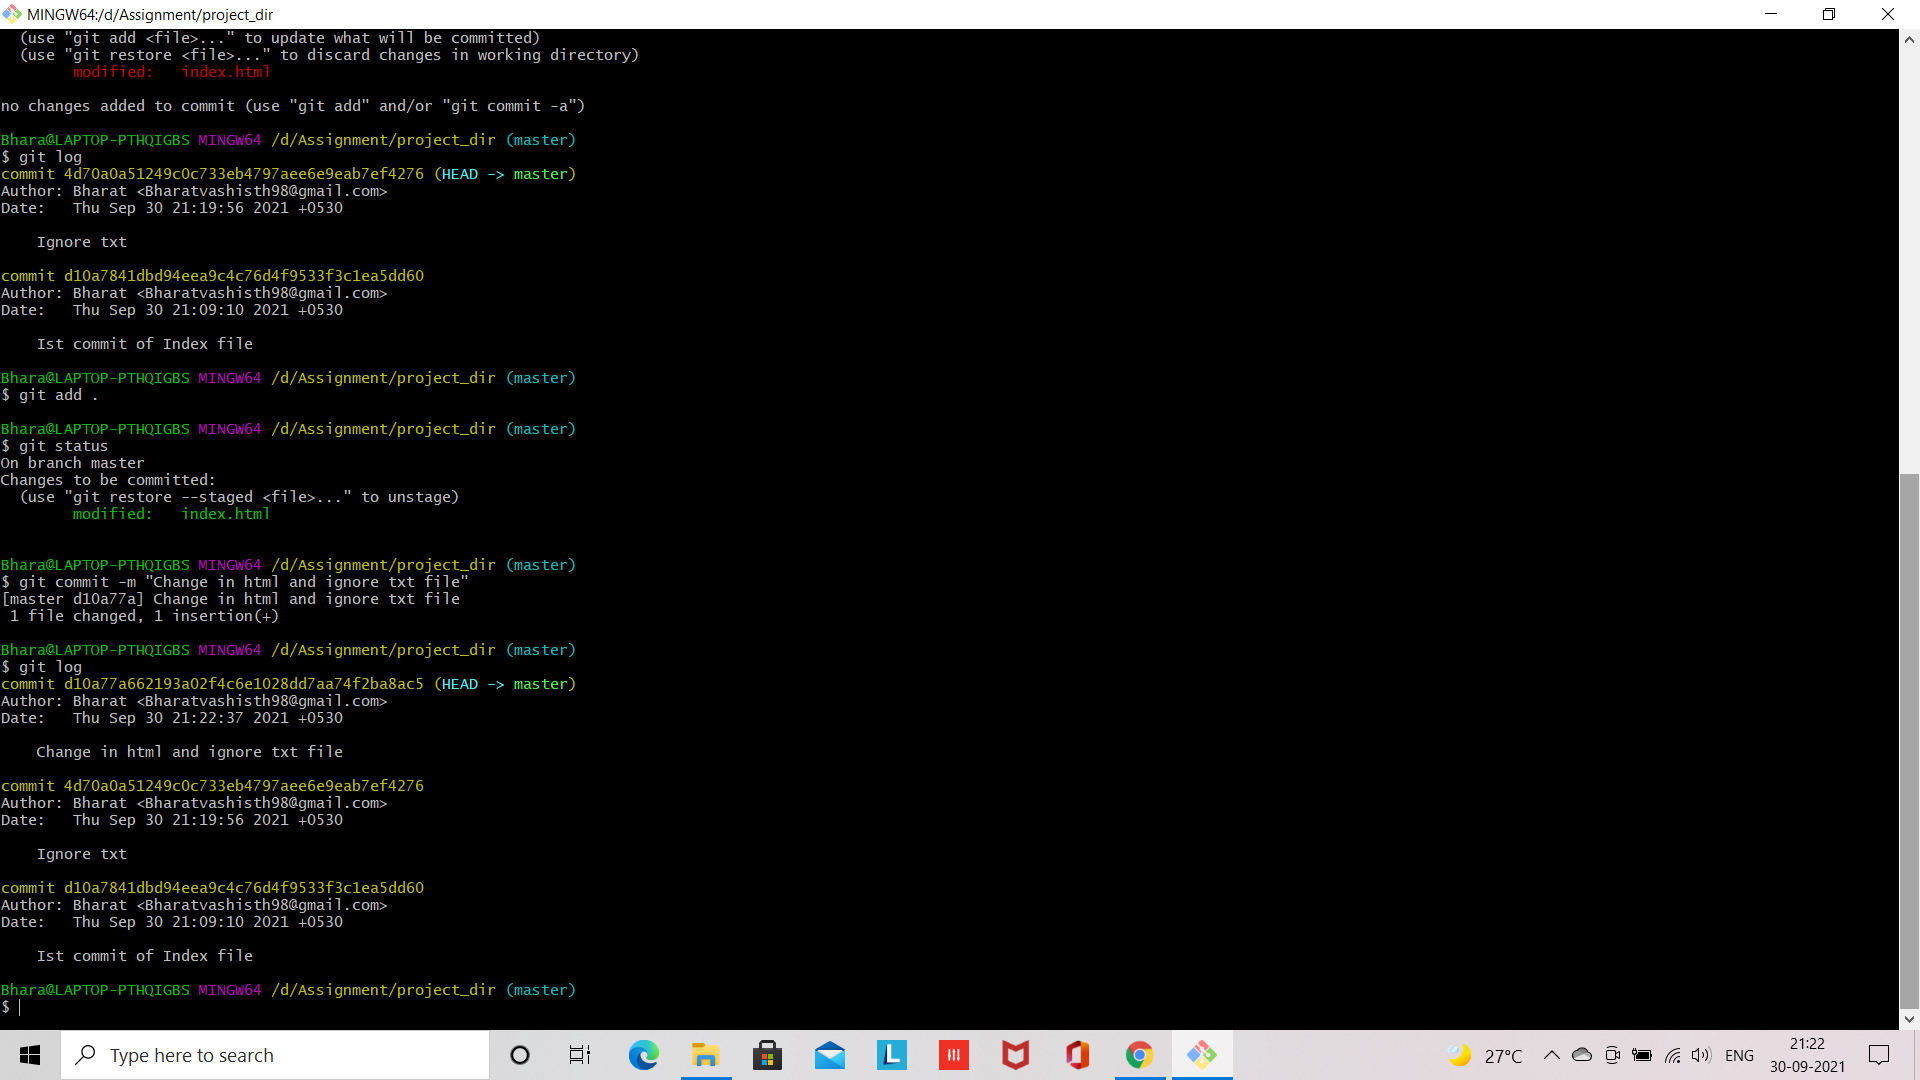 MINGW64:/d/Assignment/project_dir
  (use "git add <file>..." to update what will be committed)
  (use "git restore <file>..." to discard changes in working directory)
        modified:   index.html
no changes added to commit (use "git add" and/or "git commit -a")
Bhara@LAPTOP-PTHQIGBS MINGW64 /d/Assignment/project_dir (master)
$ git log
commit 4d70a0a51249c0c733eb4797aee6e9eab7ef4276 (HEAD -> master)
Author: Bharat <Bharatvashisth98@gmail.com>
Date:   Thu Sep 30 21:19:56 2021 +0530
    Ignore txt
commit d10a7841dbd94eea9c4c76d4f9533f3c1ea5dd60
Author: Bharat <Bharatvashisth98@gmail.com>
Date:   Thu Sep 30 21:09:10 2021 +0530
    Ist commit of Index file
Bhara@LAPTOP-PTHQIGBS MINGW64 /d/Assignment/project_dir (master)
$ git add .
Bhara@LAPTOP-PTHQIGBS MINGW64 /d/Assignment/project_dir (master)
$ git status
On branch master
Changes to be committed:
  (use "git restore --staged <file>..." to unstage)
        modified:   index.html
Bhara@LAPTOP-PTHQIGBS MINGW64 /d/Assignment/project_dir (master)
$ git commit -m "Change in html and ignore txt file"
[master d10a77a] Change in html and ignore txt file
 1 file changed, 1 insertion(+)
Bhara@LAPTOP-PTHQIGBS MINGW64 /d/Assignment/project_dir (master)
$ git log
commit d10a77a662193a02f4c6e1028dd7aa74f2ba8ac5 (HEAD -> master)
Author: Bharat <Bharatvashisth98@gmail.com>
Date:   Thu Sep 30 21:22:37 2021 +0530
    Change in html and ignore txt file
commit 4d70a0a51249c0c733eb4797aee6e9eab7ef4276
Author: Bharat <Bharatvashisth98@gmail.com>
Date:   Thu Sep 30 21:19:56 2021 +0530
    Ignore txt
commit d10a7841dbd94eea9c4c76d4f9533f3c1ea5dd60
Author: Bharat <Bharatvashisth98@gmail.com>
Date:   Thu Sep 30 21:09:10 2021 +0530
    Ist commit of Index file
Bhara@LAPTOP-PTHQIGBS MINGW64 /d/Assignment/project_dir (master)
$
Type here to search
L
27°C
ENG
21:22
30-09-2021